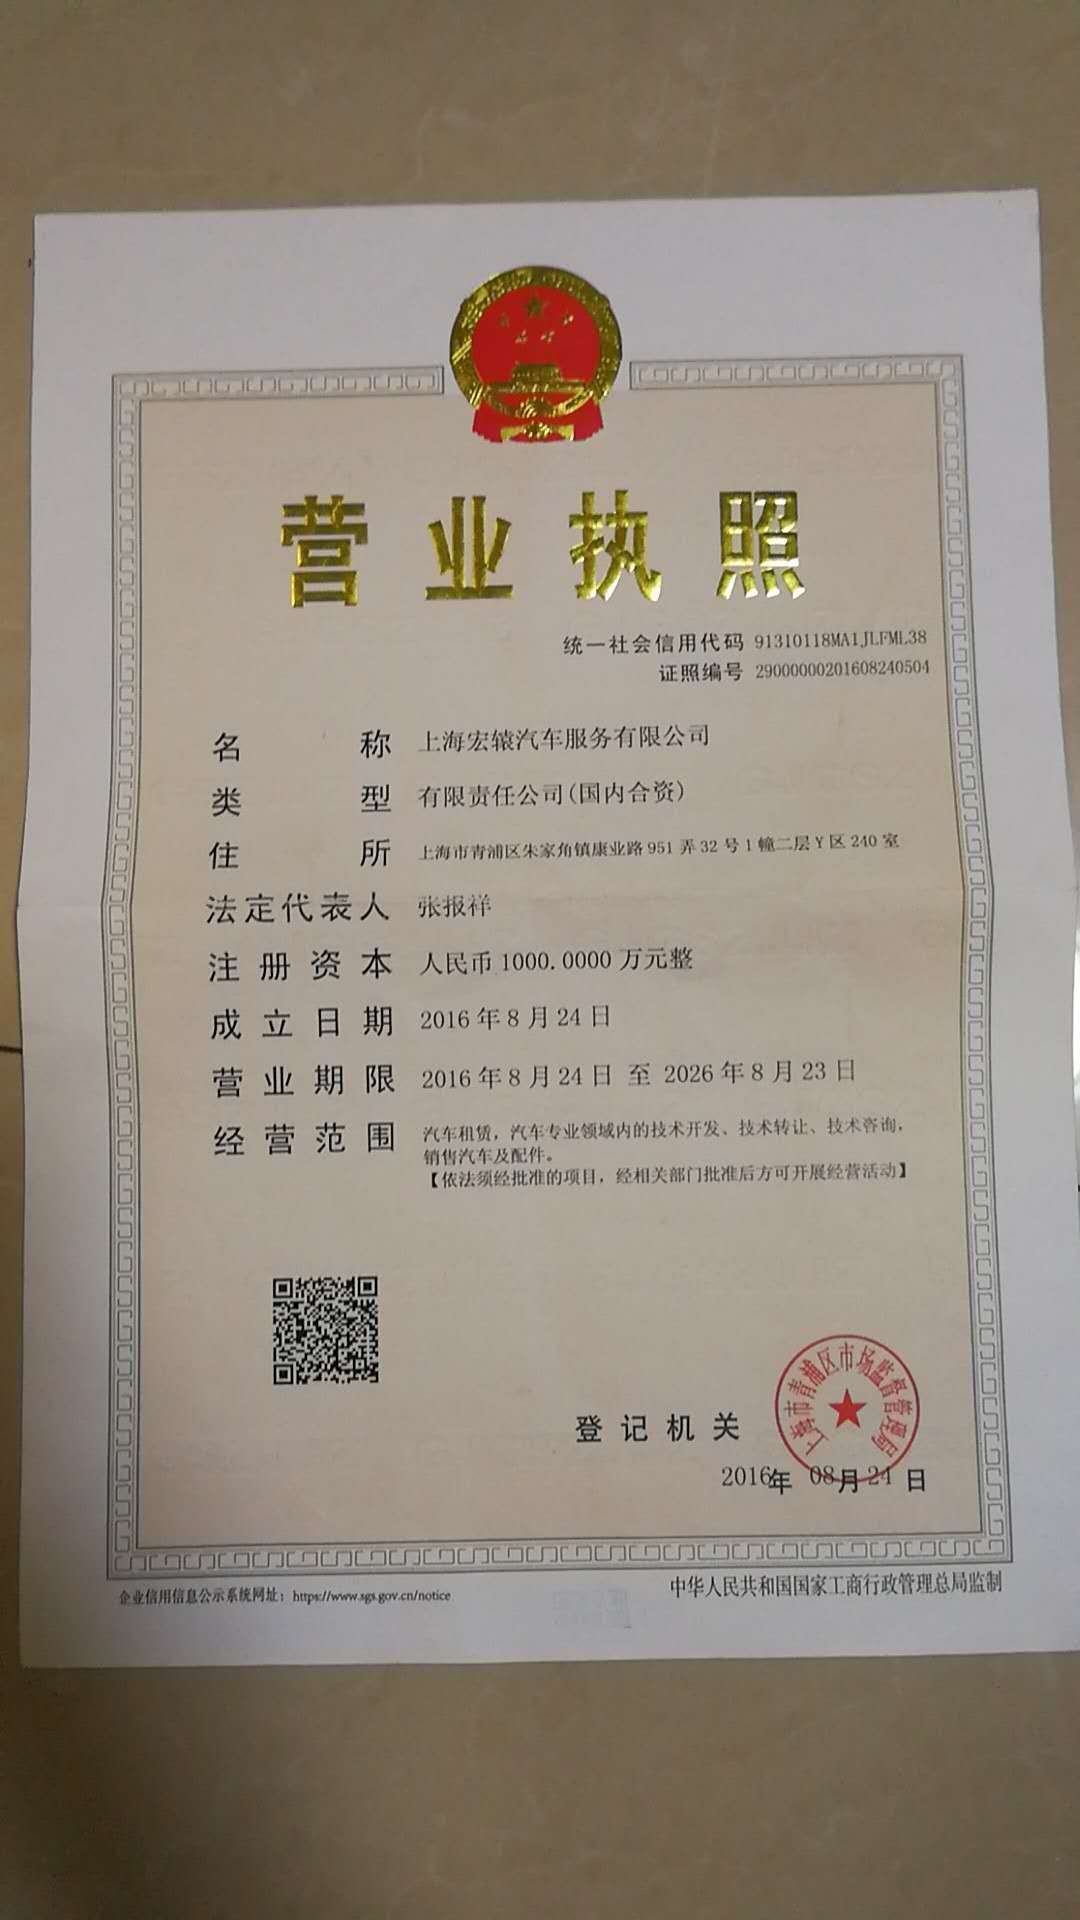 营业执照
统一社会信用代码 91310118MA1JLFML38
证照编号 29000000201608240504
名称 上海宏辕汽车服务有限公司
类型 有限责任公司(国内合资)
住所 上海市青浦区朱家角镇康业路951弄32号1幢二层Y区240室
法定代表人 张报祥
注册资本 人民币1000.0000万元整
成立日期 2016年8月24日
营业期限 2016年8月24日 至 2026年8月23日
经营范围 汽车租赁，汽车专业领域内的技术开发、技术转让、技术咨询，
销售汽车及配件。
【依法须经批准的项目，经相关部门批准后方可开展经营活动】
上海市青浦区市场监督管理局
登记机关
2016年 08月24日
企业信用信息公示系统网址：https://www.sgs.gov.cn/notice
中华人民共和国国家工商行政管理总局监制